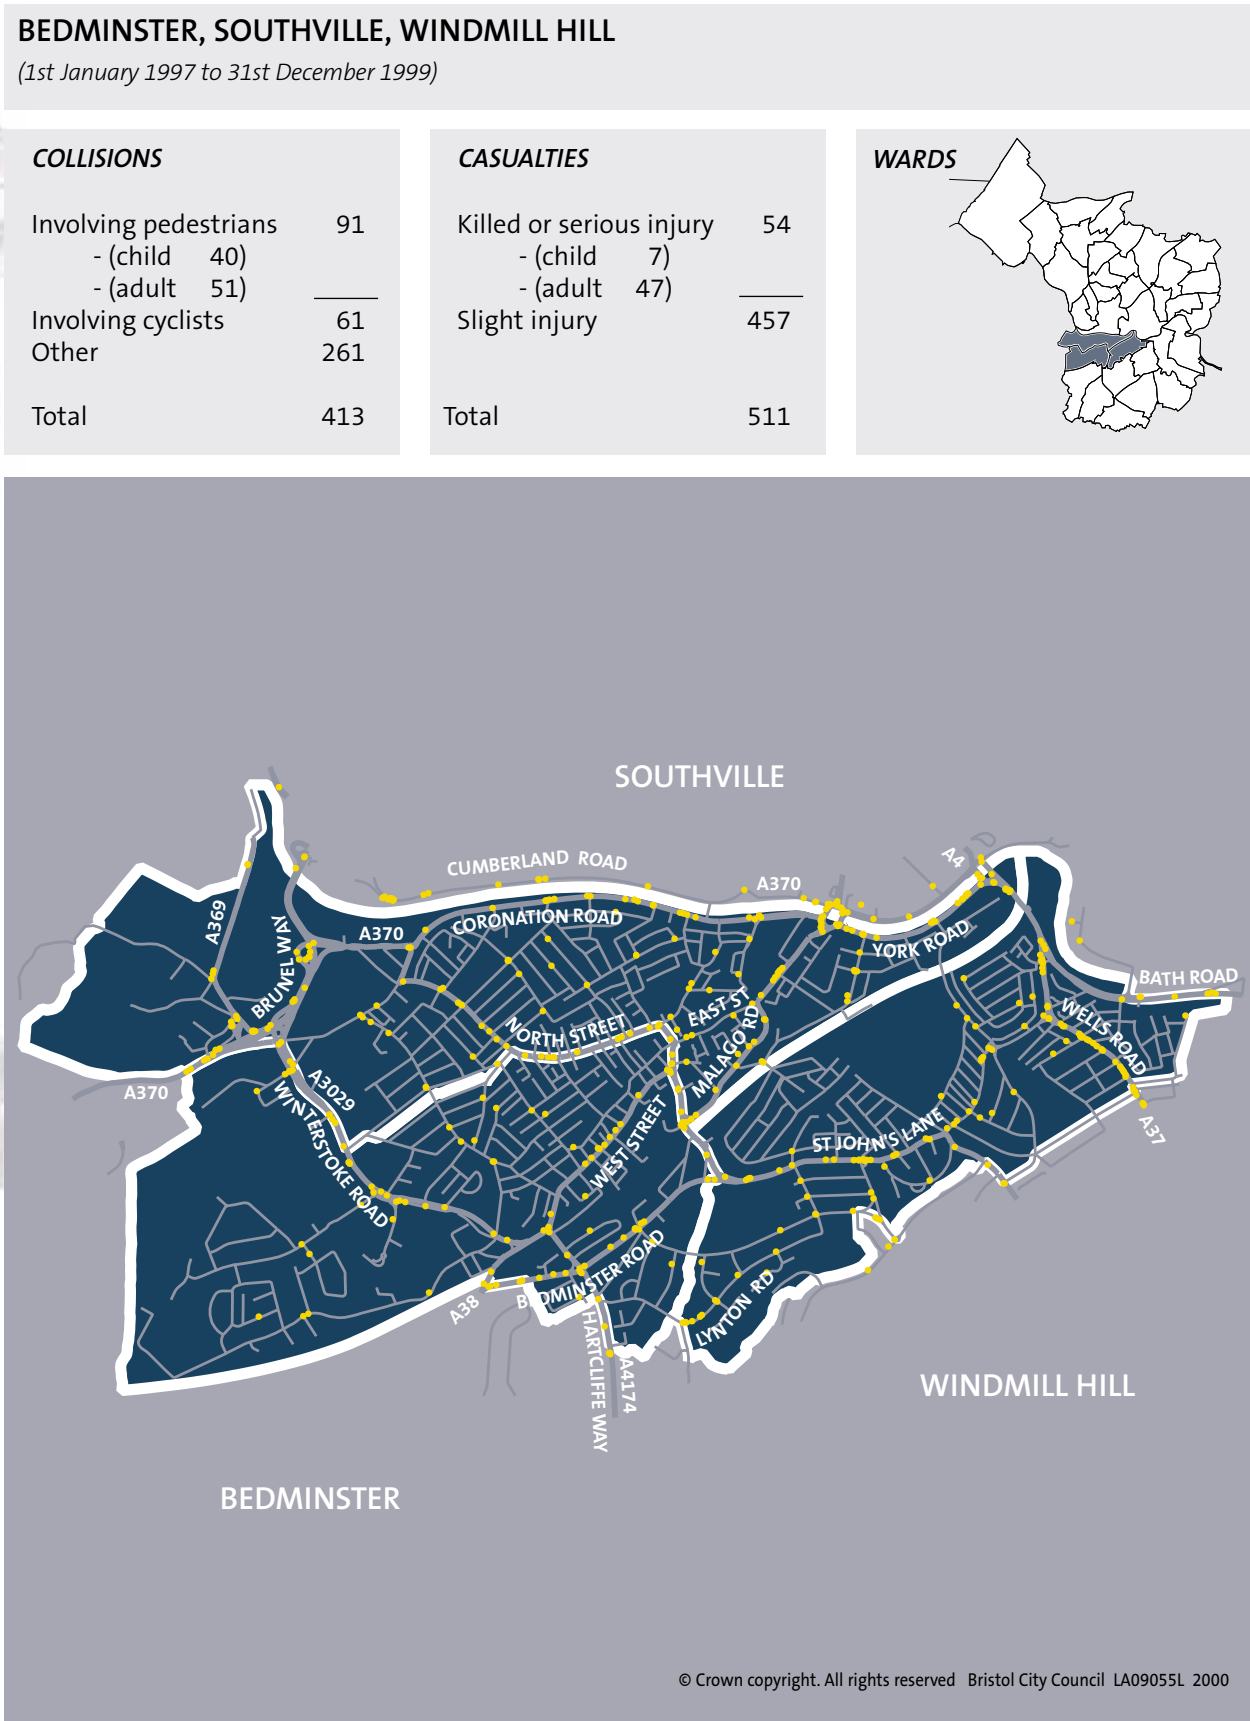 BEDMINSTER, SOUTHVILLE, WINDMILL HILL
(1st January 1997 to 31st December 1999)
COLLISIONS
Involving pedestrians 91
- (child 40)
- (adult 51)
Involving cyclists 61
Other 261
Total 413
CASUALTIES
Killed or serious injury 54
- (child 7)
- (adult 47)
Slight injury 457
Total 511
WARDS
SOUTHVILLE
CUMBERLAND ROAD
A4
A370
A369
BRUNEL WAY
A370
CORONATION ROAD
YORK ROAD
BATH ROAD
NORTH STREET
EAST ST
MALAGO RD
WELLS ROAD
A370
A3029
WINTERSTOKE ROAD
WEST STREET
ST JOHN'S LANE
A37
A38
BEDMINSTER ROAD
LYNTON RD
HARTCLIFFE WAY
A4174
WINDMILL HILL
BEDMINSTER
© Crown copyright. All rights reserved Bristol City Council LA09055L 2000